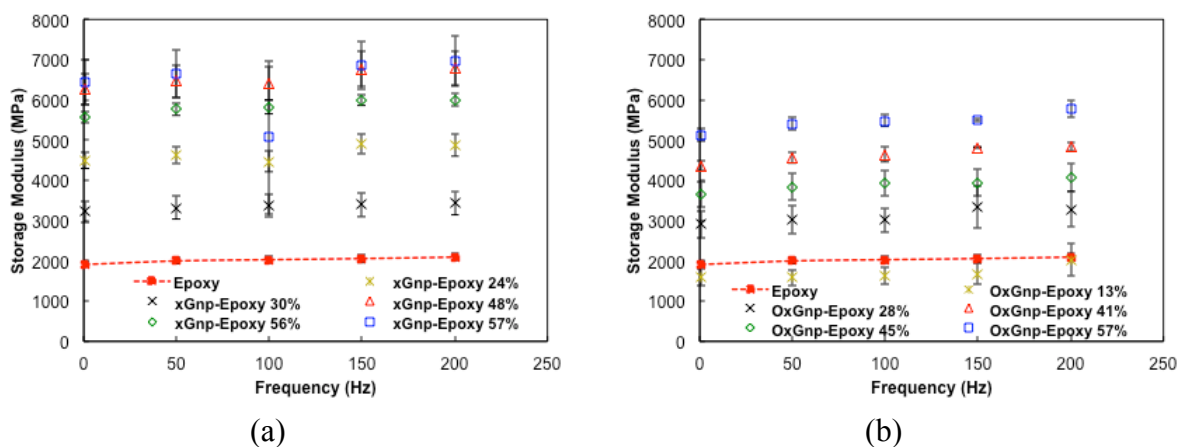 8000
7000
6000
5000
4000
3000
2000
1000
0
Storage Modulus (MPa)
Epoxy
xGnp-Epoxy 24%
xGnp-Epoxy 30%
xGnp-Epoxy 48%
xGnp-Epoxy 56%
xGnp-Epoxy 57%
0 50 100 150 200 250
Frequency (Hz)
(a)
8000
7000
6000
5000
4000
3000
2000
1000
0
Storage Modulus (MPa)
Epoxy
OxGnp-Epoxy 13%
OxGnp-Epoxy 28%
OxGnp-Epoxy 41%
OxGnp-Epoxy 45%
OxGnp-Epoxy 57%
0 50 100 150 200 250
Frequency (Hz)
(b)